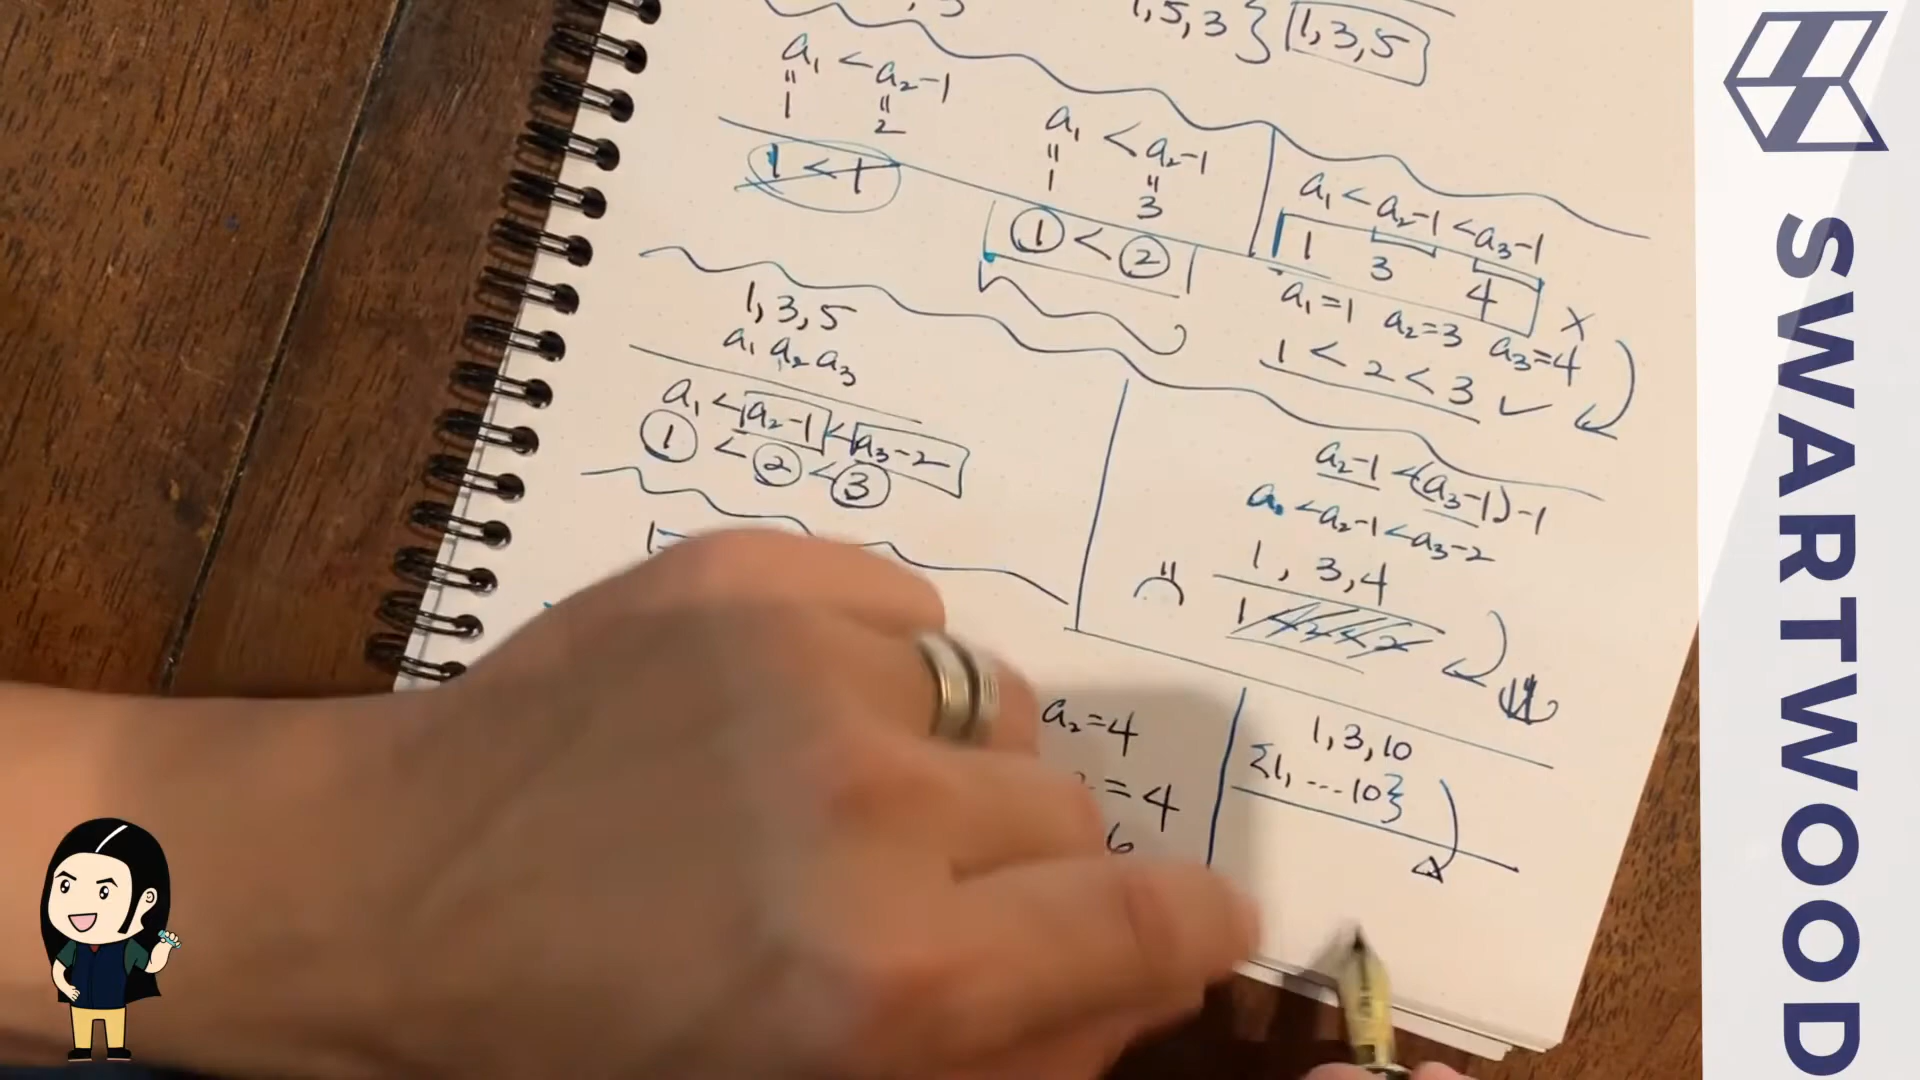 1,5,3} 1,3,5
a₁ < a₂-1
" "
1 2
1 < 1
a₁ < a₂-1
" "
1 3
1 < 2
a₁ < a₂-1 < a₃-1
1 3 4 X
a₁=1 a₂=3 a₃=4
1 < 2 < 3 ✓
1, 3, 5
a₁ a₂ a₃
a₁ < a₂-1 < a₃-2
1 < 2 < 3
a₂-1 < (a₃-1)-1
a₁ < a₂-1 < a₃-2
1, 3, 4
1
a₂=4
=4
6
1, 3, 10
{1, ... 10}
SWARTWOOD